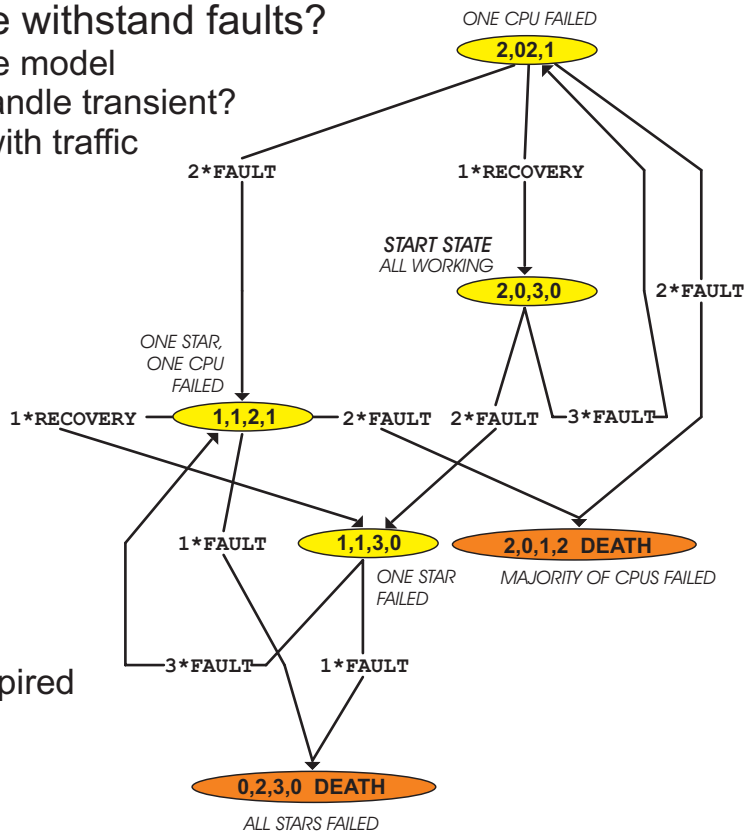 e withstand faults?
e model
andle transient?
with traffic
ONE CPU FAILED
2,02,1
2*FAULT
1*RECOVERY
START STATE
ALL WORKING
2,0,3,0
2*FAULT
ONE STAR,
ONE CPU
FAILED
1*RECOVERY
1,1,2,1
2*FAULT
2*FAULT
3*FAULT
1*FAULT
1,1,3,0
2,0,1,2 DEATH
ONE STAR
FAILED
MAJORITY OF CPUS FAILED
3*FAULT
1*FAULT
pired
0,2,3,0 DEATH
ALL STARS FAILED